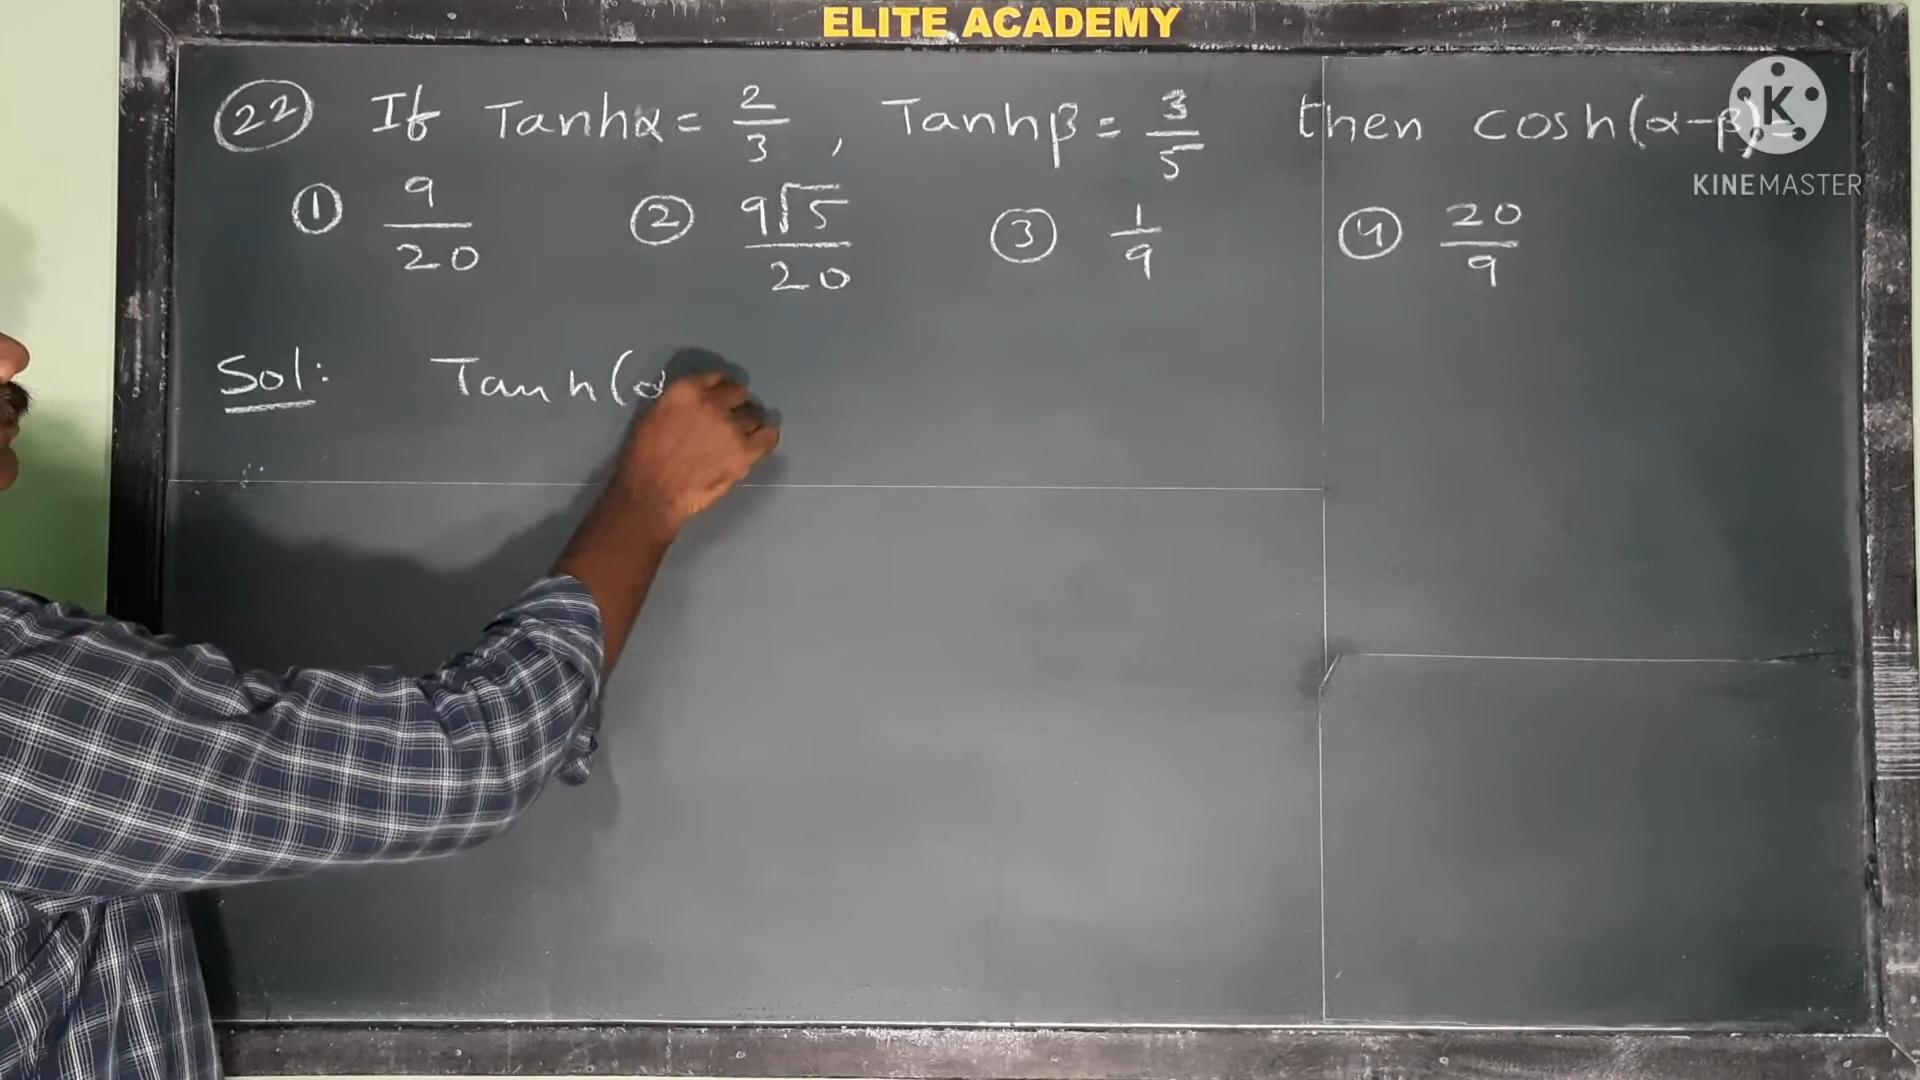 ELITE ACADEMY
22 If Tanhα = 2/3 , Tanhβ = 3/5 then cosh(α-β) =
1 9/20 2 9√5/20 3 1/9 4 20/9
KINEMASTER
Sol: Tanh(α